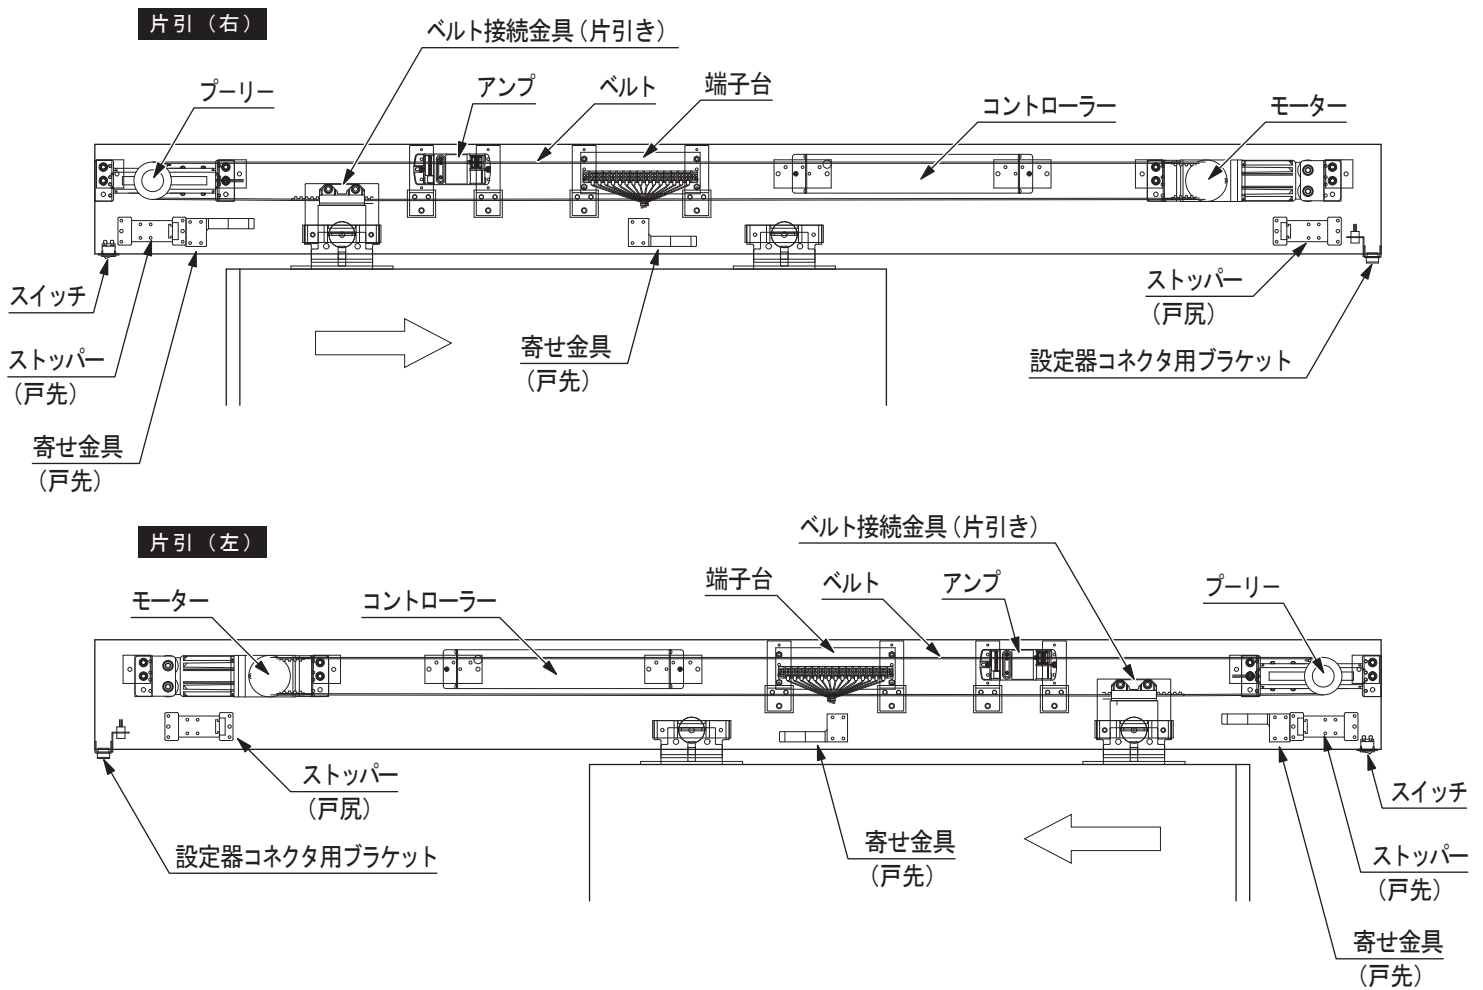 片引（右）
ベルト接続金具（片引き）
プーリー
アンプ
ベルト
端子台
コントローラー
モーター
スイッチ
ストッパー
（戸先）
寄せ金具
（戸先）
寄せ金具
（戸先）
ストッパー
（戸尻）
設定器コネクタ用ブラケット
片引（左）
ベルト接続金具（片引き）
モーター
コントローラー
端子台
ベルト
アンプ
プーリー
ストッパー
（戸尻）
設定器コネクタ用ブラケット
寄せ金具
（戸先）
スイッチ
ストッパー
（戸先）
寄せ金具
（戸先）